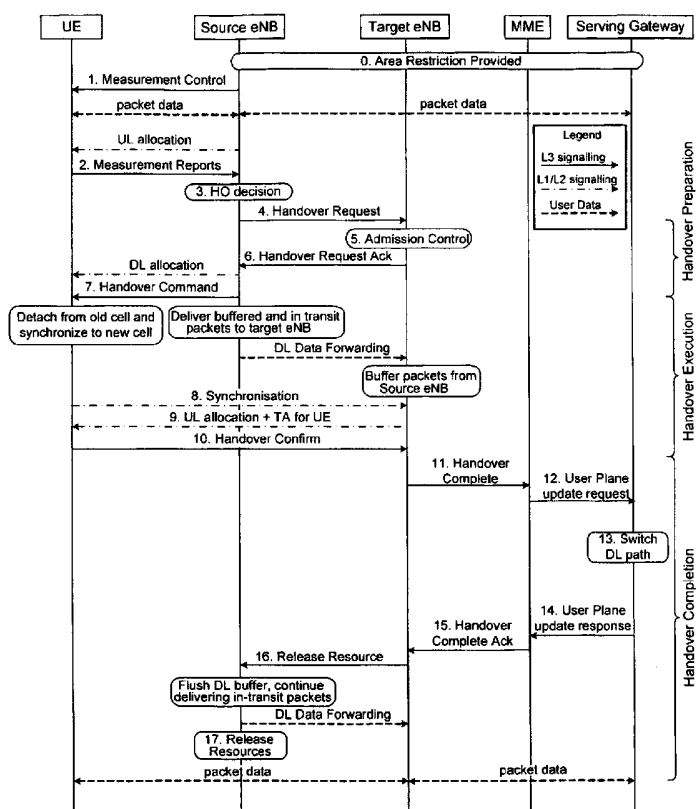 UE
Source eNB
Target eNB
MME
Serving Gateway
0. Area Restriction Provided
1. Measurement Control
packet data
packet data
Legend
L3 signalling
L1/L2 signalling
User Data
UL allocation
2. Measurement Reports
3. HO decision
4. Handover Request
5. Admission Control
6. Handover Request Ack
DL allocation
7. Handover Command
Handover Preparation
Detach from old cell and
synchronize to new cell
Deliver buffered and in transit
packets to target eNB
DL Data Forwarding
Buffer packets from
Source eNB
8. Synchronisation
9. UL allocation + TA for UE
10. Handover Confirm
Handover Execution
11. Handover
Complete
12. User Plane
update request
13. Switch
DL path
14. User Plane
update response
15. Handover
Complete Ack
16. Release Resource
Flush DL buffer, continue
delivering in-transit packets
DL Data Forwarding
17. Release
Resources
packet data
packet data
Handover Completion